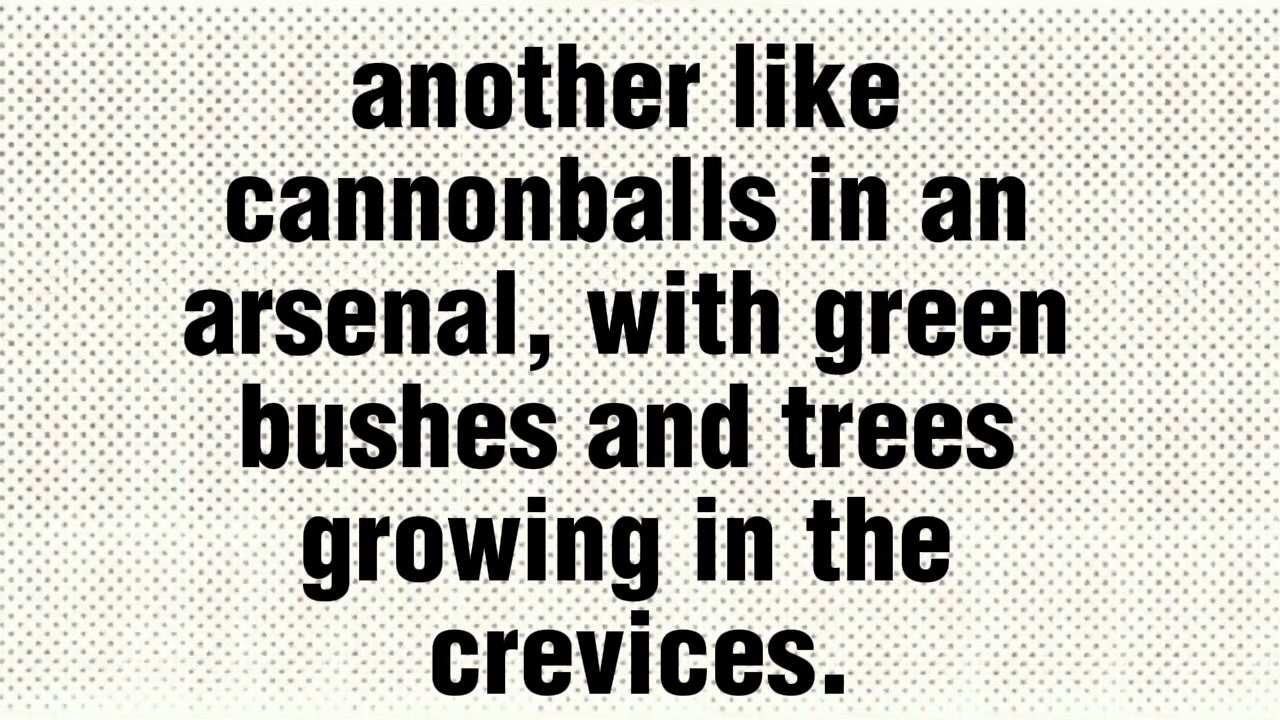 another like
cannonballs in an
arsenal, with green
bushes and trees
growing in the
crevices.